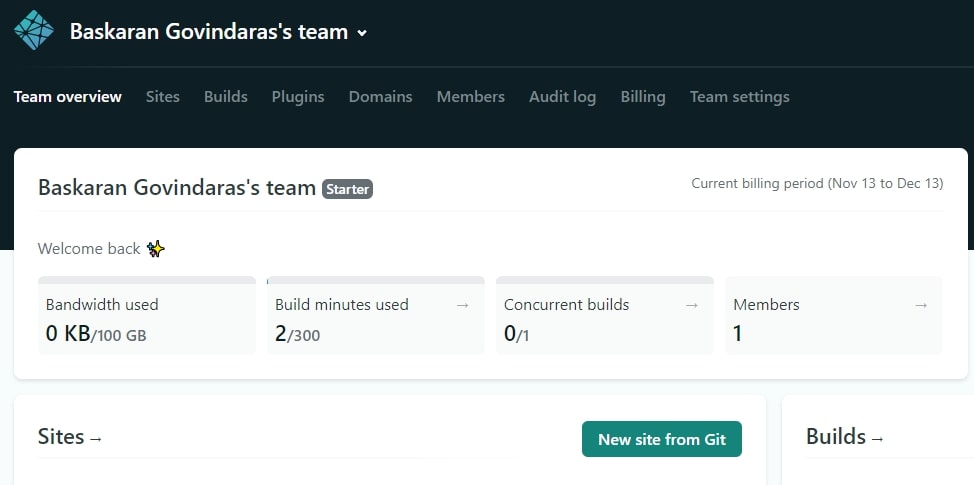 Baskaran Govindaras's team
Team overview Sites Builds Plugins Domains Members Audit log Billing Team settings
Baskaran Govindaras's team Starter
Current billing period (Nov 13 to Dec 13)
Welcome back ✨
Bandwidth used
0 KB/100 GB
Build minutes used →
2/300
Concurrent builds →
0/1
Members →
1
Sites →
New site from Git
Builds →